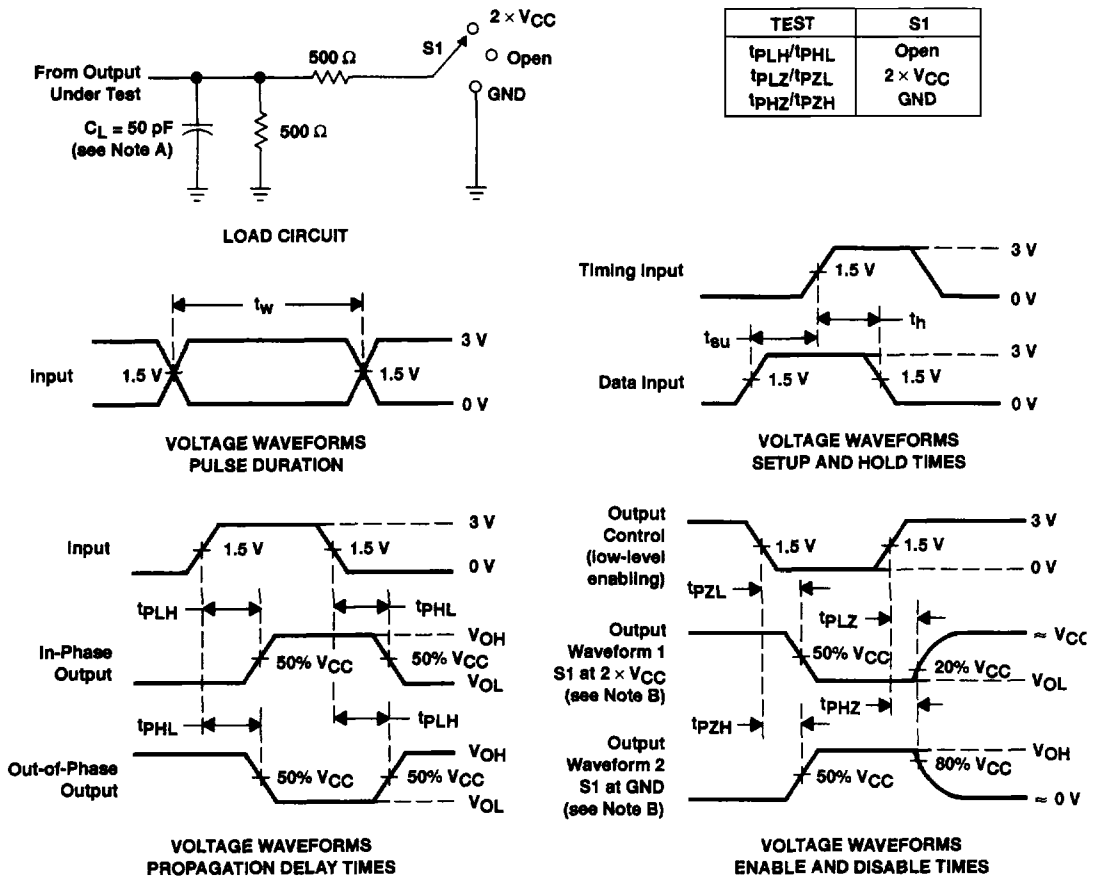 2 × VCC
S1
Open
GND
500 Ω
From Output
Under Test
CL = 50 pF
(see Note A)
500 Ω
LOAD CIRCUIT
TEST S1
tPLH/tPHL Open
tPLZ/tPZL 2 × VCC
tPHZ/tPZH GND
tw
3 V
Input
1.5 V
1.5 V
0 V
VOLTAGE WAVEFORMS
PULSE DURATION
Timing Input
3 V
1.5 V
0 V
tsu
th
3 V
Data Input
1.5 V
1.5 V
0 V
VOLTAGE WAVEFORMS
SETUP AND HOLD TIMES
3 V
Input
1.5 V
1.5 V
0 V
tPLH
tPHL
In-Phase
Output
VOH
50% VCC
50% VCC
VOL
tPHL
tPLH
Out-of-Phase
Output
VOH
50% VCC
50% VCC
VOL
VOLTAGE WAVEFORMS
PROPAGATION DELAY TIMES
Output
Control
(low-level
enabling)
3 V
1.5 V
1.5 V
0 V
tPZL
tPLZ
Output
Waveform 1
S1 at 2 × VCC
(see Note B)
≈ VCC
50% VCC
20% VCC
VOL
tPZH
tPHZ
Output
Waveform 2
S1 at GND
(see Note B)
VOH
50% VCC
80% VCC
≈ 0 V
VOLTAGE WAVEFORMS
ENABLE AND DISABLE TIMES